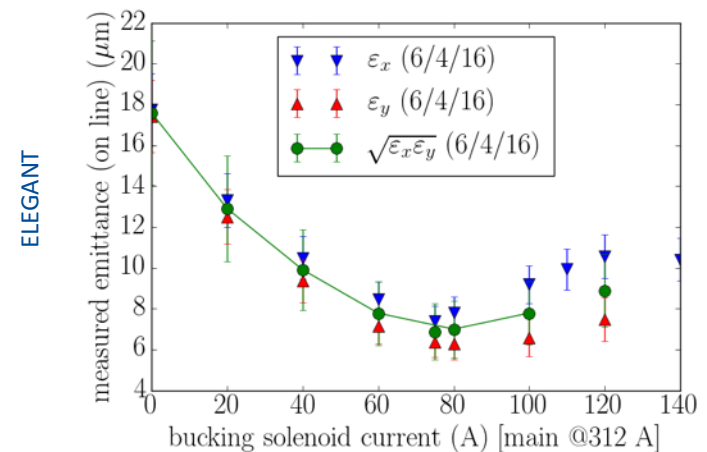 ELEGANT
measured emittance (on line) (μm)
22
20
18
16
14
12
10
8
6
4
εx (6/4/16)
εy (6/4/16)
√εxεy (6/4/16)
0 20 40 60 80 100 120 140
bucking solenoid current (A) [main @312 A]